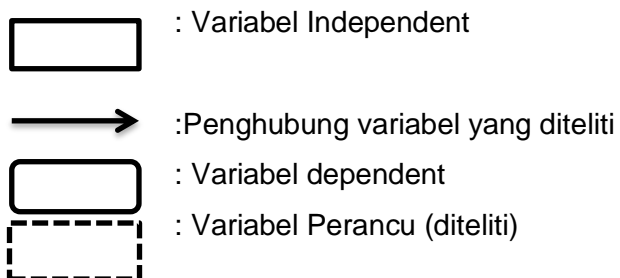 : Variabel Independent
:Penghubung variabel yang diteliti
: Variabel dependent
: Variabel Perancu (diteliti)